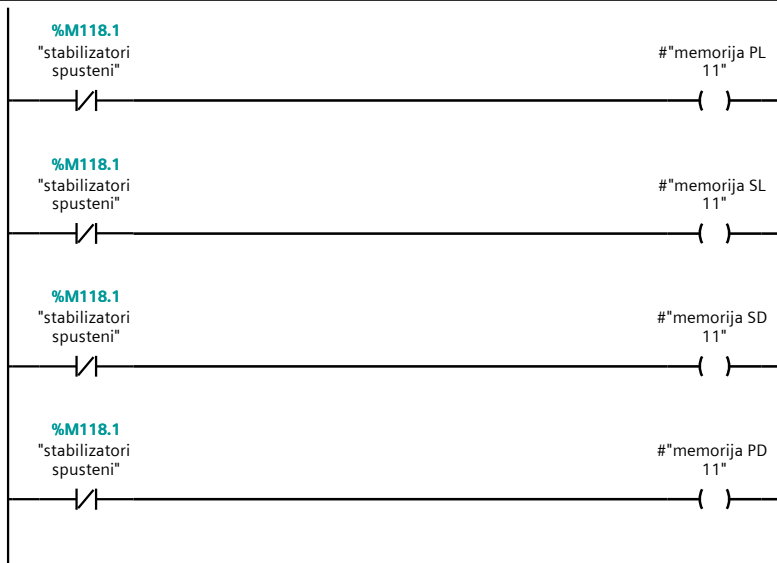 %M118.1
"stabilizatori
spusteni"
#"memorija PL
11"
%M118.1
"stabilizatori
spusteni"
#"memorija SL
11"
%M118.1
"stabilizatori
spusteni"
#"memorija SD
11"
%M118.1
"stabilizatori
spusteni"
#"memorija PD
11"